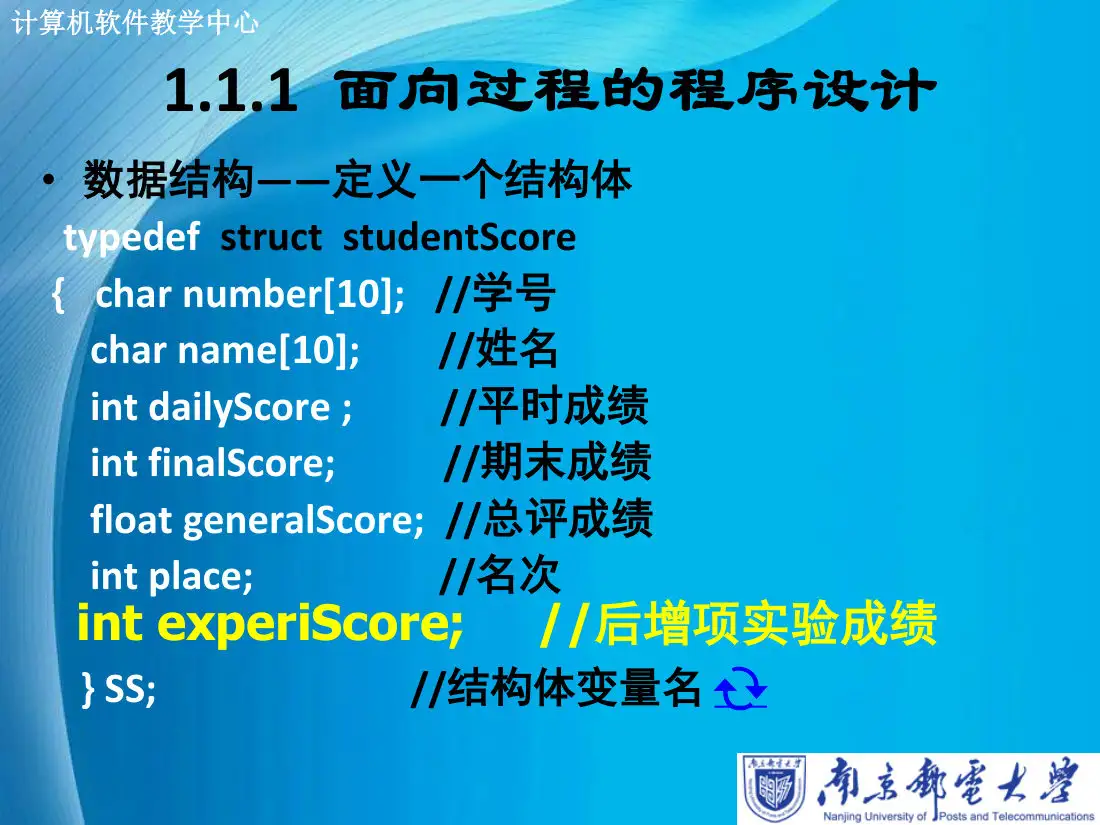 计算机软件教学中心
1.1.1 面向过程的程序设计
• 数据结构——定义一个结构体
typedef struct studentScore
{ char number[10]; //学号
char name[10]; //姓名
int dailyScore ; //平时成绩
int finalScore; //期末成绩
float generalScore; //总评成绩
int place; //名次
int experiScore; //后增项实验成绩
} SS; //结构体变量名
南京郵電大學
Nanjing University of Posts and Telecommunications